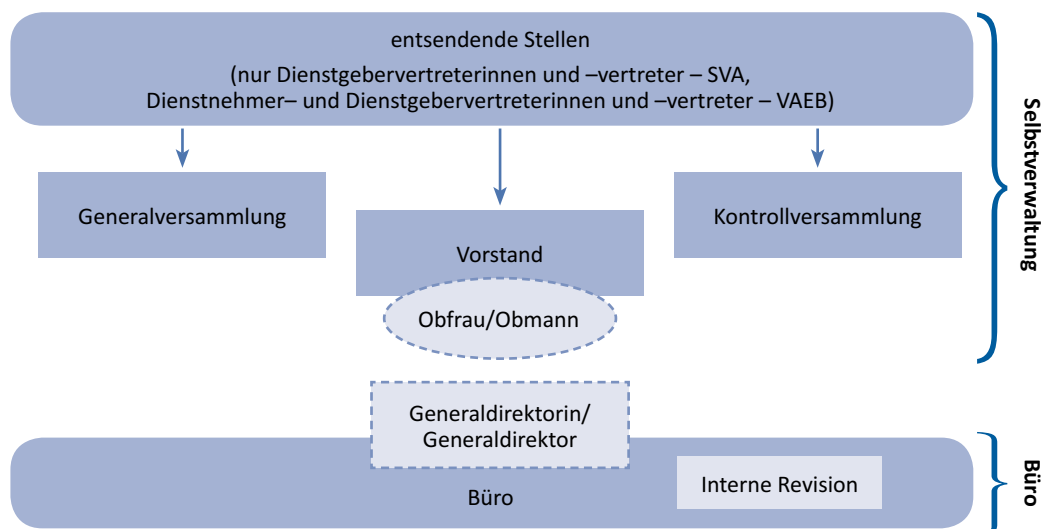 entsendende Stellen
(nur Dienstgebervertreterinnen und –vertreter – SVA,
Dienstnehmer– und Dienstgebervertreterinnen und –vertreter – VAEB)
Generalversammlung
Vorstand
Kontrollversammlung
Obfrau/Obmann
Selbstverwaltung
Generaldirektorin/
Generaldirektor
Büro
Interne Revision
Büro